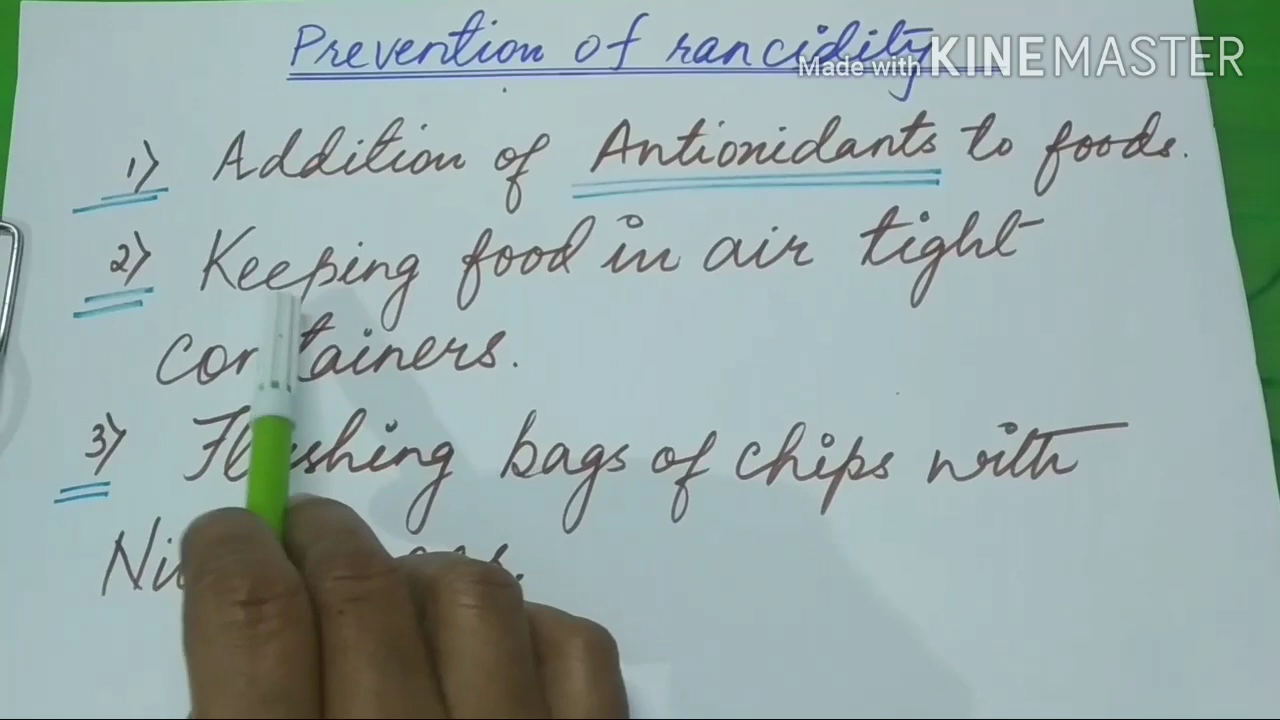 Prevention of rancidity
Made with KINEMASTER
1) Addition of Antioxidants to foods.
2) Keeping food in air tight
containers.
3) Flushing bags of chips with